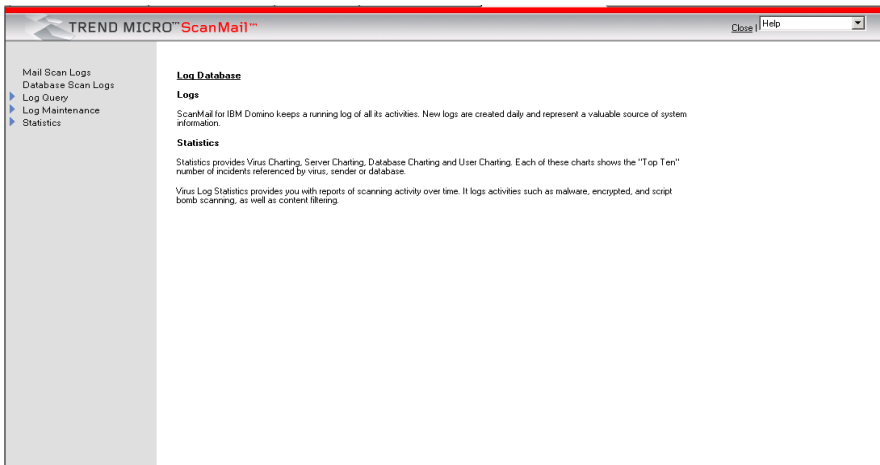 TREND MICRO™ ScanMail™
Close | Help
Mail Scan Logs
Database Scan Logs
Log Query
Log Maintenance
Statistics
Log Database
Logs
ScanMail for IBM Domino keeps a running log of all its activities. New logs are created daily and represent a valuable source of system
information.
Statistics
Statistics provides Virus Charting, Server Charting, Database Charting and User Charting. Each of these charts shows the "Top Ten"
number of incidents referenced by virus, sender or database.
Virus Log Statistics provides you with reports of scanning activity over time. It logs activities such as malware, encrypted, and script
bomb scanning, as well as content filtering.